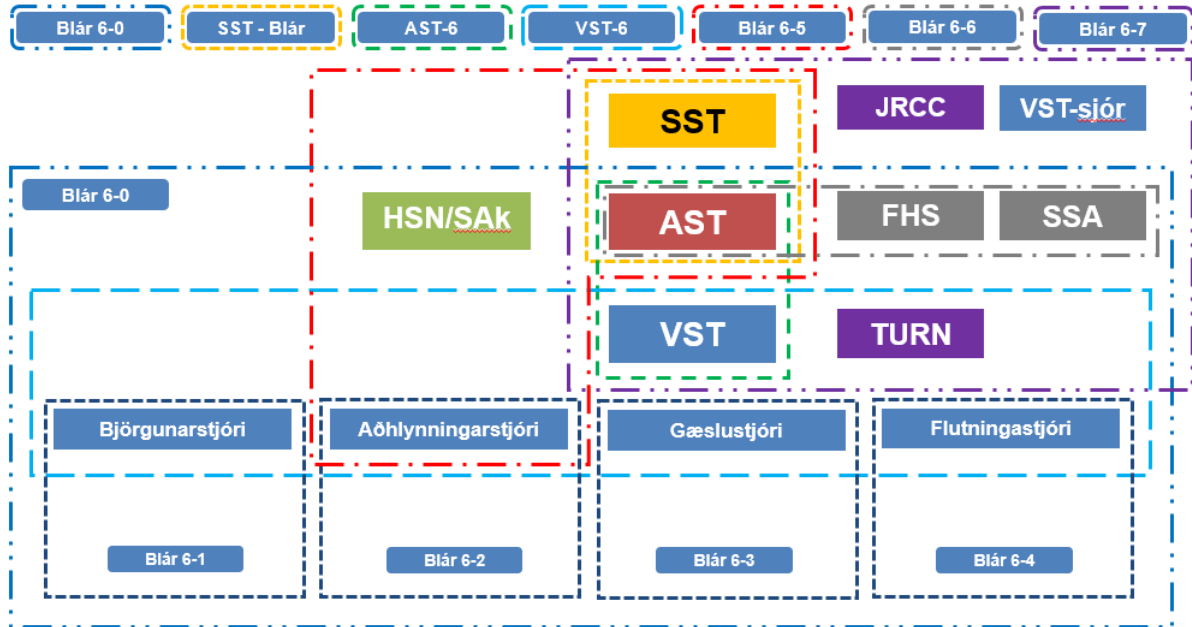 Blár 6-0
SST - Blár
AST-6
VST-6
Blár 6-5
Blár 6-6
Blár 6-7
SST
JRCC
VST-sjór
Blár 6-0
HSN/SAk
AST
FHS
SSA
VST
TURN
Björgunarstjóri
Aðhlynningarstjóri
Gæslustjóri
Flutningastjóri
Blár 6-1
Blár 6-2
Blár 6-3
Blár 6-4